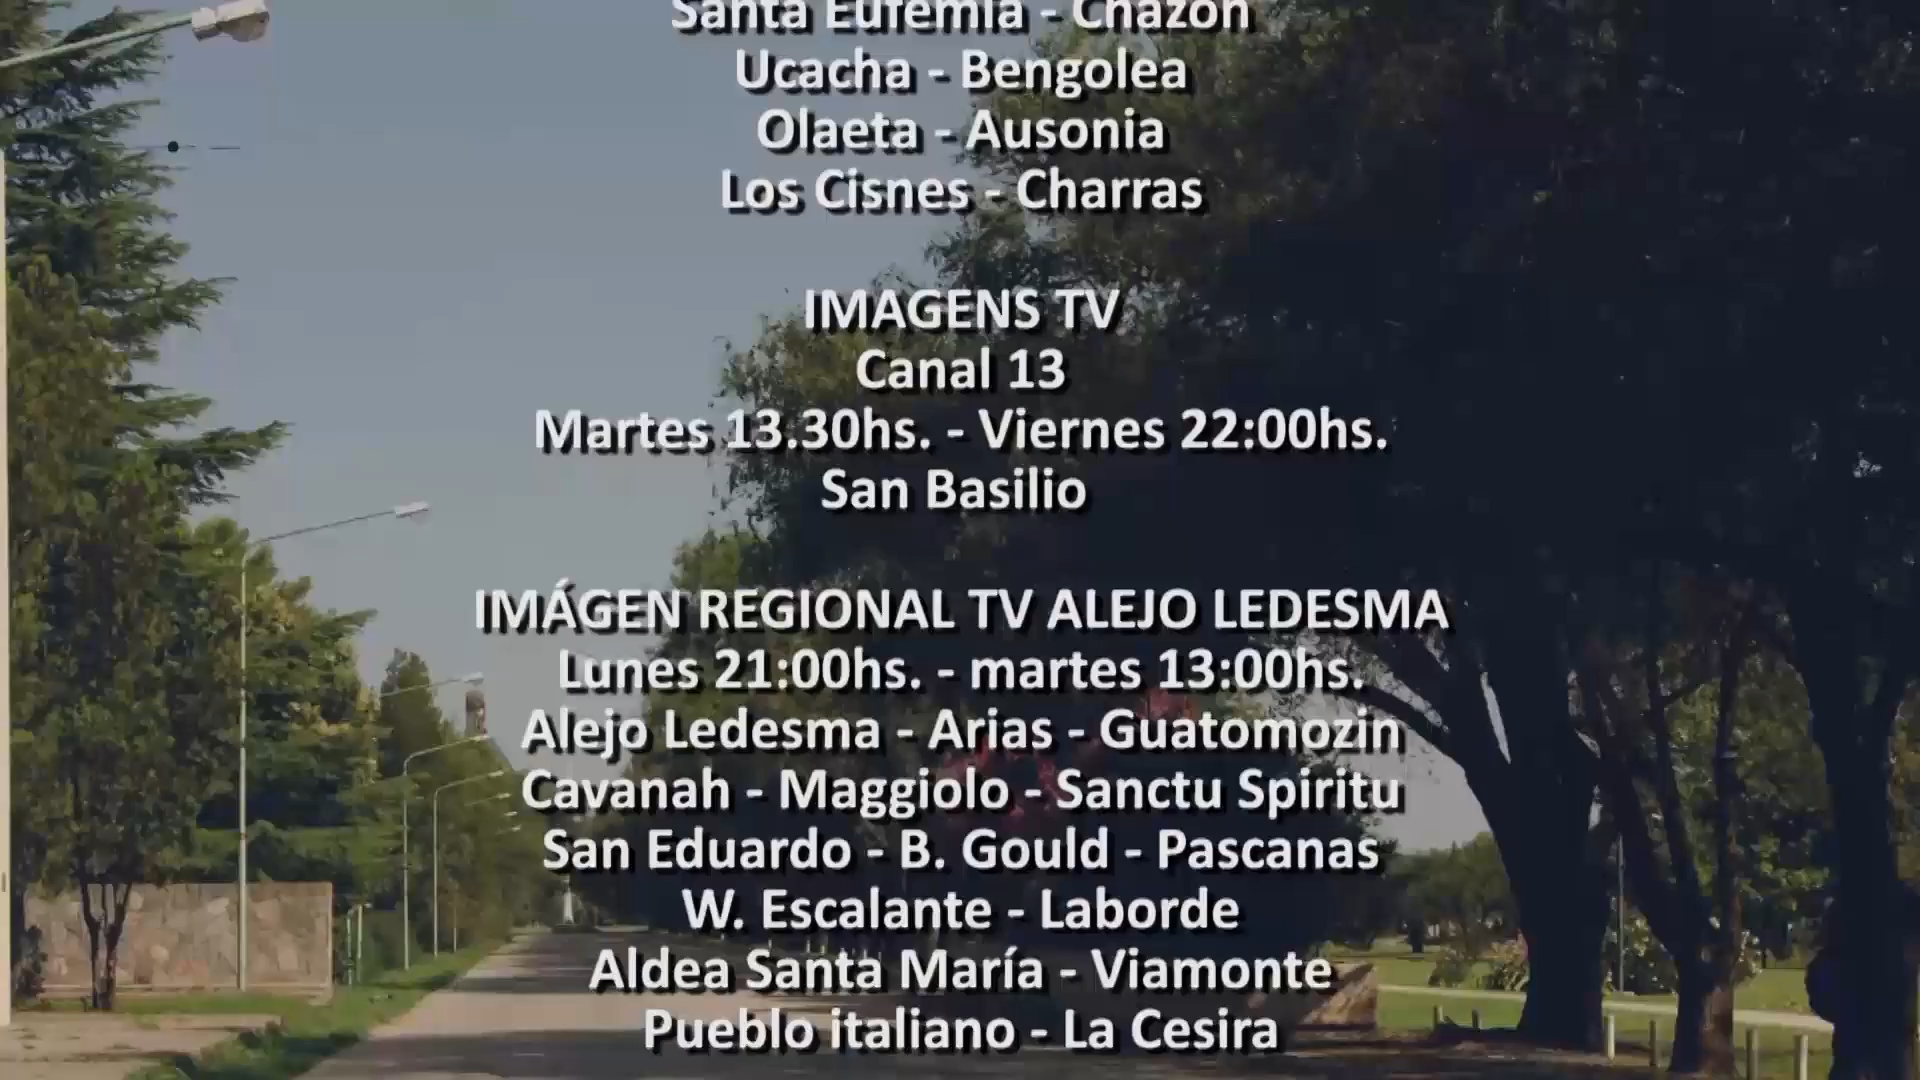 Santa Eufemia - Chazón
Ucacha - Bengolea
Olaeta - Ausonia
Los Cisnes - Charras
IMAGENS TV
Canal 13
Martes 13.30hs. - Viernes 22:00hs.
San Basilio
IMÁGEN REGIONAL TV ALEJO LEDESMA
Lunes 21:00hs. - martes 13:00hs.
Alejo Ledesma - Arias - Guatomozin
Cavanah - Maggiolo - Sanctu Spiritu
San Eduardo - B. Gould - Pascanas
W. Escalante - Laborde
Aldea Santa María - Viamonte
Pueblo italiano - La Cesira